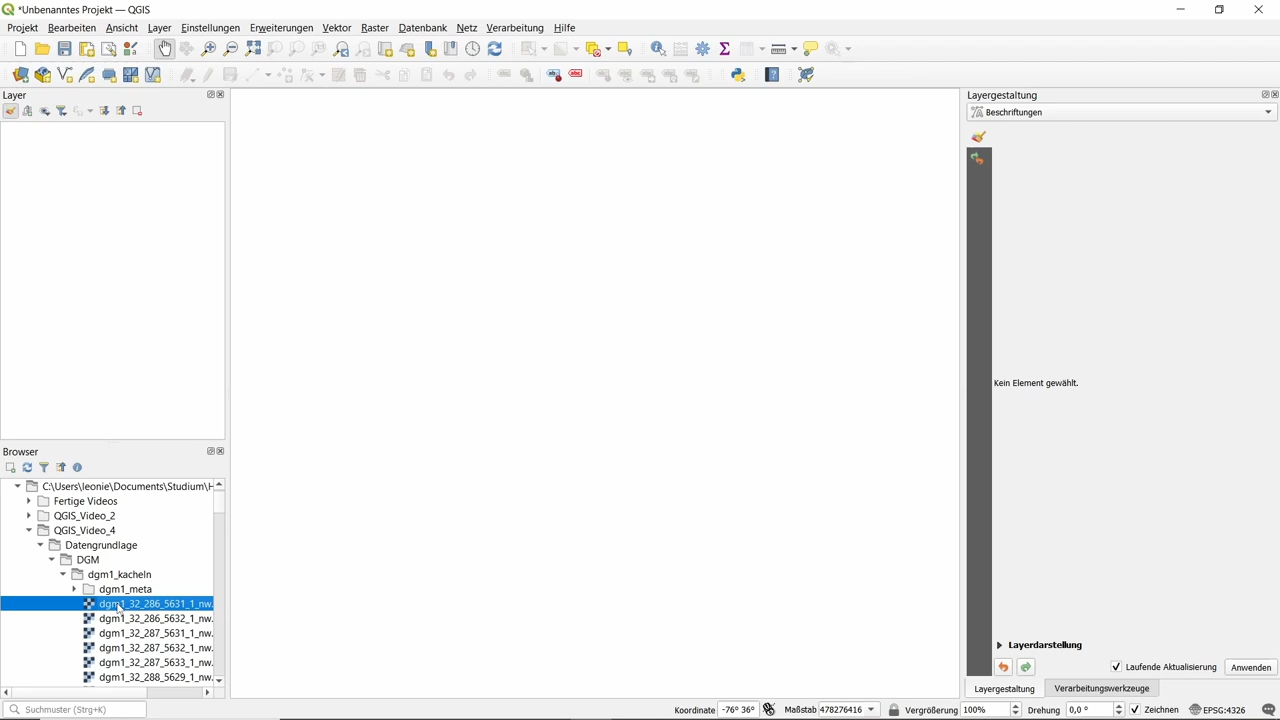 *Unbenanntes Projekt — QGIS
Projekt Bearbeiten Ansicht Layer Einstellungen Erweiterungen Vektor Raster Datenbank Netz Verarbeitung Hilfe
Layer
Layergestaltung
Beschriftungen
Kein Element gewählt.
Browser
C:\Users\leonie\Documents\Studium\H
Fertige Videos
QGIS_Video_2
QGIS_Video_4
Datengrundlage
DGM
dgm1_kacheln
dgm1_meta
dgm1_32_286_5631_1_nw.
dgm1_32_286_5632_1_nw.
dgm1_32_287_5631_1_nw.
dgm1_32_287_5632_1_nw.
dgm1_32_287_5633_1_nw.
dgm1_32_288_5629_1_nw.
Layerdarstellung
Laufende Aktualisierung Anwenden
Layergestaltung Verarbeitungswerkzeuge
Suchmuster (Strg+K) Koordinate -76° 36° Maßstab 478276416 Vergrößerung 100% Drehung 0,0 ° Zeichnen EPSG:4326